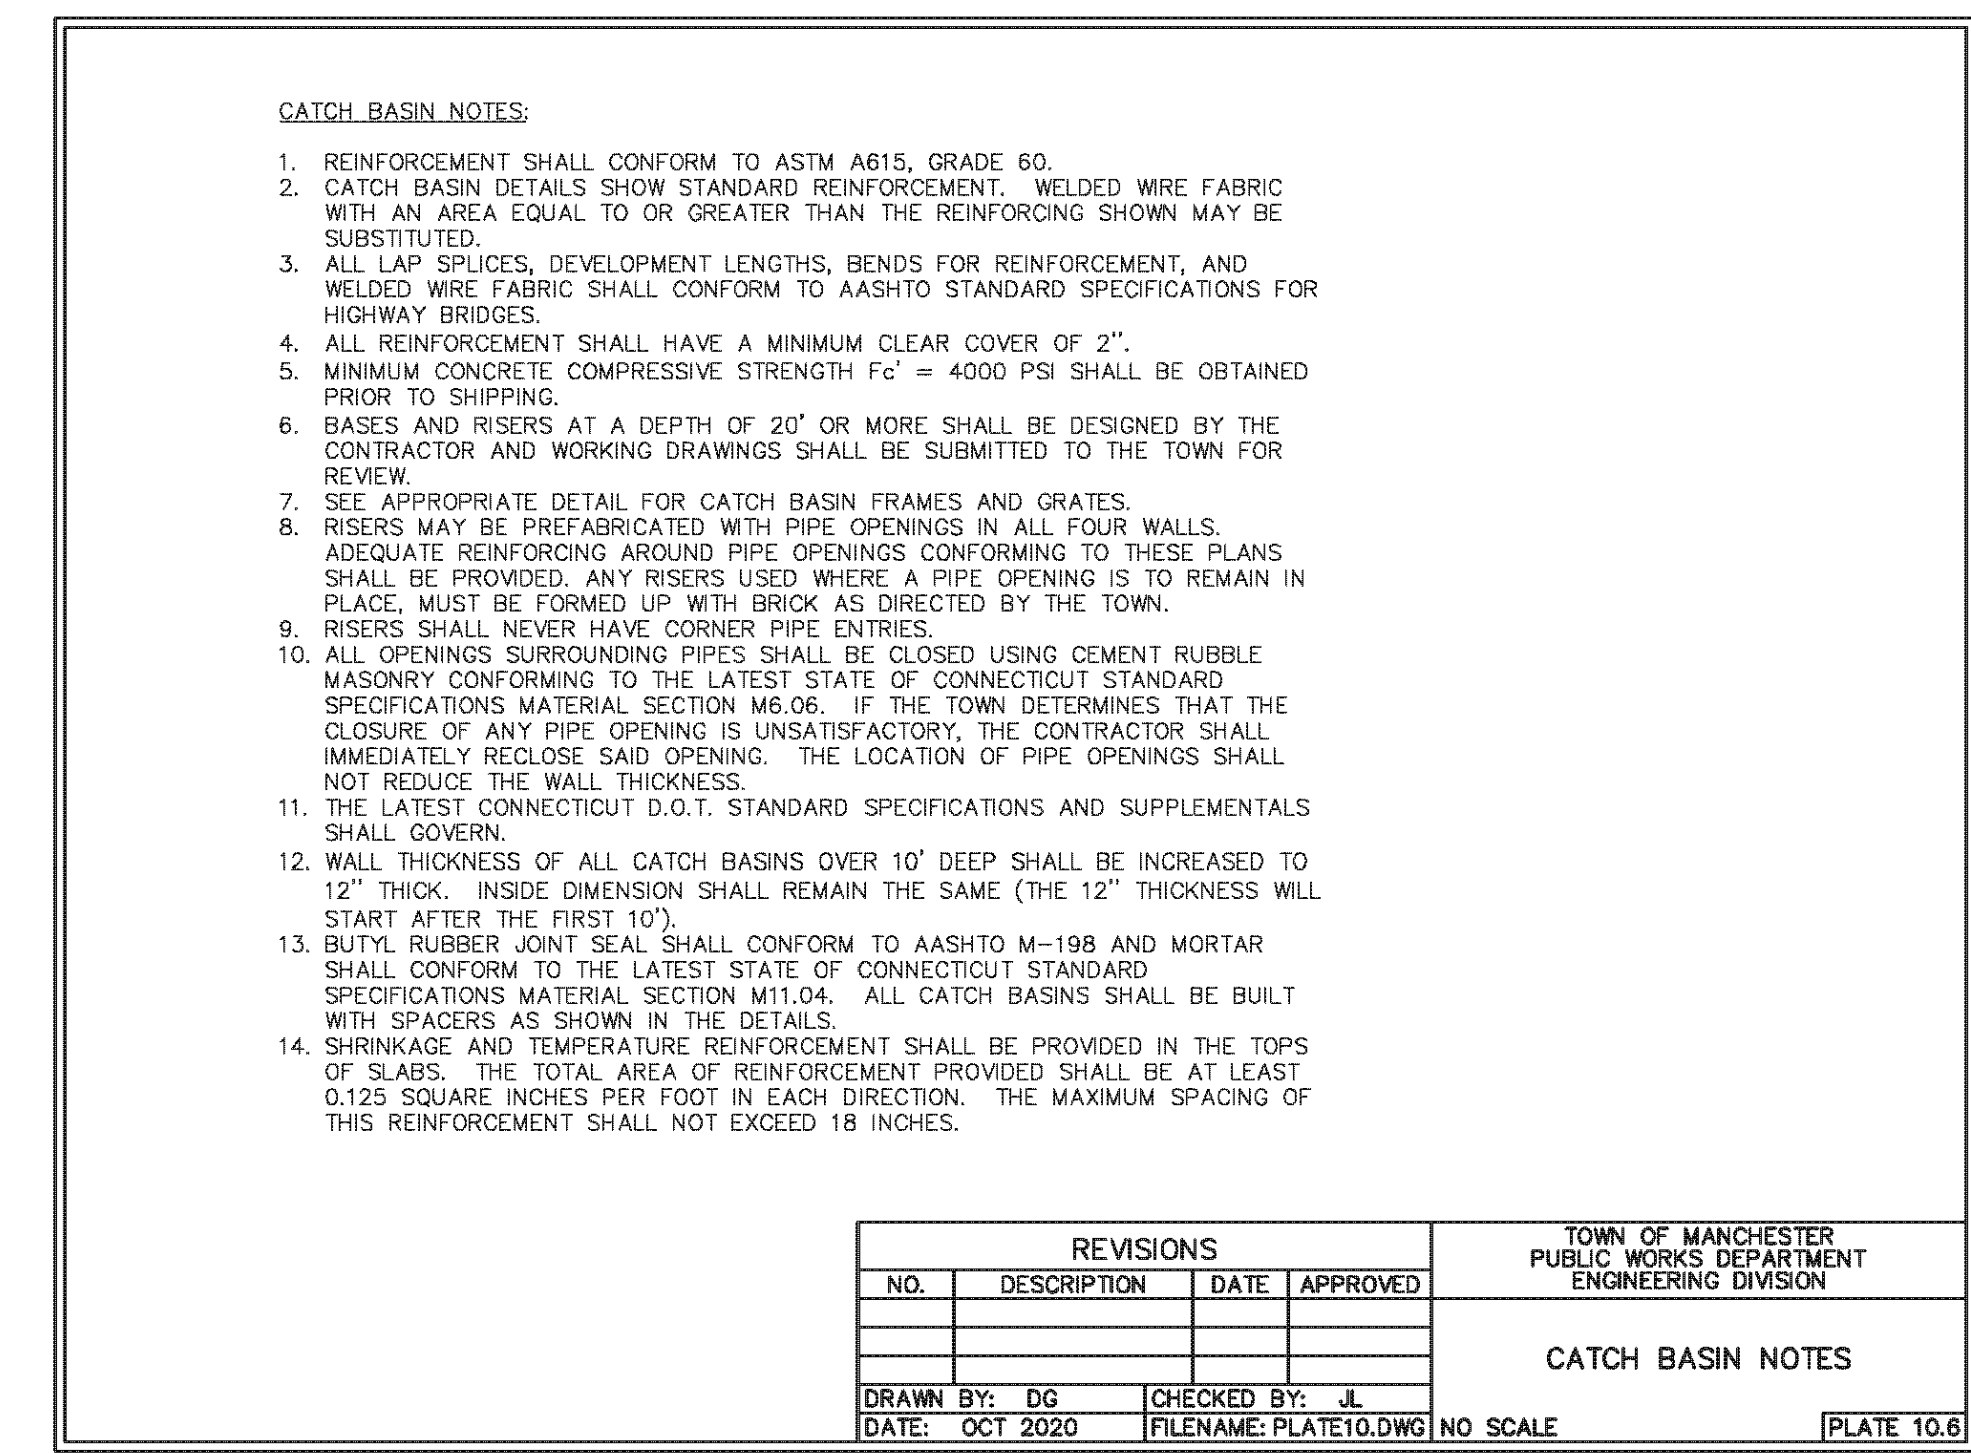 CATCH BASIN NOTES:
1. REINFORCEMENT SHALL CONFORM TO ASTM A615, GRADE 60.
2. CATCH BASIN DETAILS SHOW STANDARD REINFORCEMENT. WELDED WIRE FABRIC
WITH AN AREA EQUAL TO OR GREATER THAN THE REINFORCING SHOWN MAY BE
SUBSTITUTED.
3. ALL LAP SPLICES, DEVELOPMENT LENGTHS, BENDS FOR REINFORCEMENT, AND
WELDED WIRE FABRIC SHALL CONFORM TO AASHTO STANDARD SPECIFICATIONS FOR
HIGHWAY BRIDGES.
4. ALL REINFORCEMENT SHALL HAVE A MINIMUM CLEAR COVER OF 2".
5. MINIMUM CONCRETE COMPRESSIVE STRENGTH Fc' = 4000 PSI SHALL BE OBTAINED
PRIOR TO SHIPPING.
6. BASES AND RISERS AT A DEPTH OF 20' OR MORE SHALL BE DESIGNED BY THE
CONTRACTOR AND WORKING DRAWINGS SHALL BE SUBMITTED TO THE TOWN FOR
REVIEW.
7. SEE APPROPRIATE DETAIL FOR CATCH BASIN FRAMES AND GRATES.
8. RISERS MAY BE PREFABRICATED WITH PIPE OPENINGS IN ALL FOUR WALLS.
ADEQUATE REINFORCING AROUND PIPE OPENINGS CONFORMING TO THESE PLANS
SHALL BE PROVIDED. ANY RISERS USED WHERE A PIPE OPENING IS TO REMAIN IN
PLACE, MUST BE FORMED UP WITH BRICK AS DIRECTED BY THE TOWN.
9. RISERS SHALL NEVER HAVE CORNER PIPE ENTRIES.
10. ALL OPENINGS SURROUNDING PIPES SHALL BE CLOSED USING CEMENT RUBBLE
MASONRY CONFORMING TO THE LATEST STATE OF CONNECTICUT STANDARD
SPECIFICATIONS MATERIAL SECTION M6.06. IF THE TOWN DETERMINES THAT THE
CLOSURE OF ANY PIPE OPENING IS UNSATISFACTORY, THE CONTRACTOR SHALL
IMMEDIATELY RECLOSE SAID OPENING. THE LOCATION OF PIPE OPENINGS SHALL
NOT REDUCE THE WALL THICKNESS.
11. THE LATEST CONNECTICUT D.O.T. STANDARD SPECIFICATIONS AND SUPPLEMENTALS
SHALL GOVERN.
12. WALL THICKNESS OF ALL CATCH BASINS OVER 10' DEEP SHALL BE INCREASED TO
12" THICK. INSIDE DIMENSION SHALL REMAIN THE SAME (THE 12" THICKNESS WILL
START AFTER THE FIRST 10').
13. BUTYL RUBBER JOINT SEAL SHALL CONFORM TO AASHTO M-198 AND MORTAR
SHALL CONFORM TO THE LATEST STATE OF CONNECTICUT STANDARD
SPECIFICATIONS MATERIAL SECTION M11.04. ALL CATCH BASINS SHALL BE BUILT
WITH SPACERS AS SHOWN IN THE DETAILS.
14. SHRINKAGE AND TEMPERATURE REINFORCEMENT SHALL BE PROVIDED IN THE TOPS
OF SLABS. THE TOTAL AREA OF REINFORCEMENT PROVIDED SHALL BE AT LEAST
0.125 SQUARE INCHES PER FOOT IN EACH DIRECTION. THE MAXIMUM SPACING OF
THIS REINFORCEMENT SHALL NOT EXCEED 18 INCHES.
REVISIONS
NO. DESCRIPTION DATE APPROVED
DRAWN BY: DG CHECKED BY: JL
DATE: OCT 2020 FILENAME: PLATE10.DWG
TOWN OF MANCHESTER
PUBLIC WORKS DEPARTMENT
ENGINEERING DIVISION
CATCH BASIN NOTES
NO SCALE PLATE 10.6